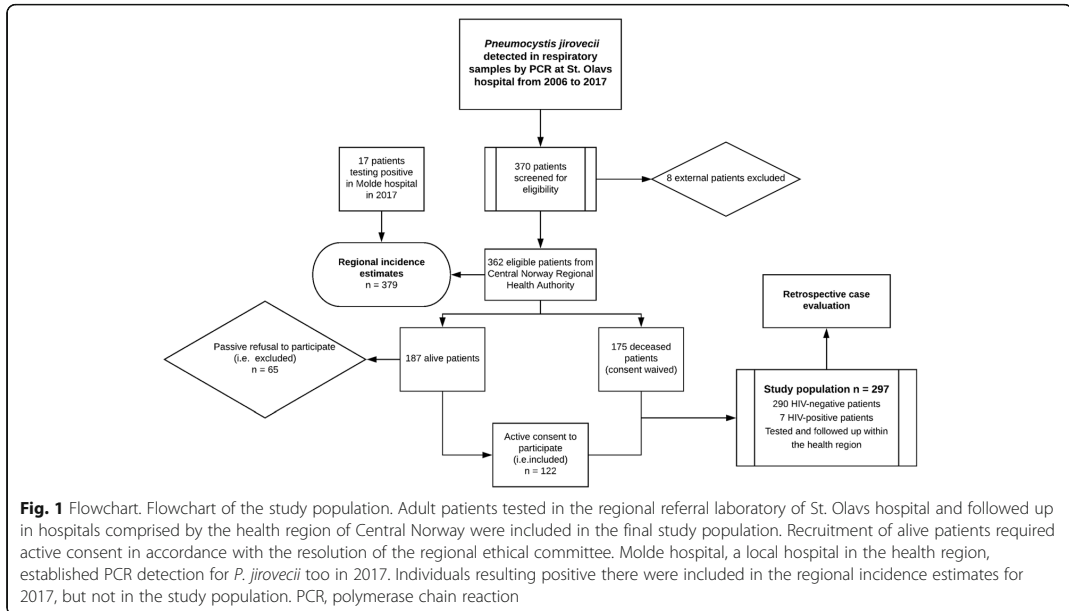 Pneumocystis jirovecii
detected in respiratory
samples by PCR at St. Olavs
hospital from 2006 to 2017
17 patients
testing positive
in Molde hospital
in 2017
370 patients
screened for
eligibility
8 external patients excluded
Regional incidence
estimates
n = 379
362 eligible patients from
Central Norway Regional
Health Authority
Retrospective case
evaluation
Passive refusal to participate
(i.e. excluded)
n = 65
187 alive patients
175 deceased
patients
(consent waived)
Study population n = 297
290 HIV-negative patients
7 HIV-positive patients
Tested and followed up within
the health region
Active consent to
participate
(i.e.included)
n = 122
Fig. 1 Flowchart. Flowchart of the study population. Adult patients tested in the regional referral laboratory of St. Olavs hospital and followed up
in hospitals comprised by the health region of Central Norway were included in the final study population. Recruitment of alive patients required
active consent in accordance with the resolution of the regional ethical committee. Molde hospital, a local hospital in the health region,
established PCR detection for P. jirovecii too in 2017. Individuals resulting positive there were included in the regional incidence estimates for
2017, but not in the study population. PCR, polymerase chain reaction